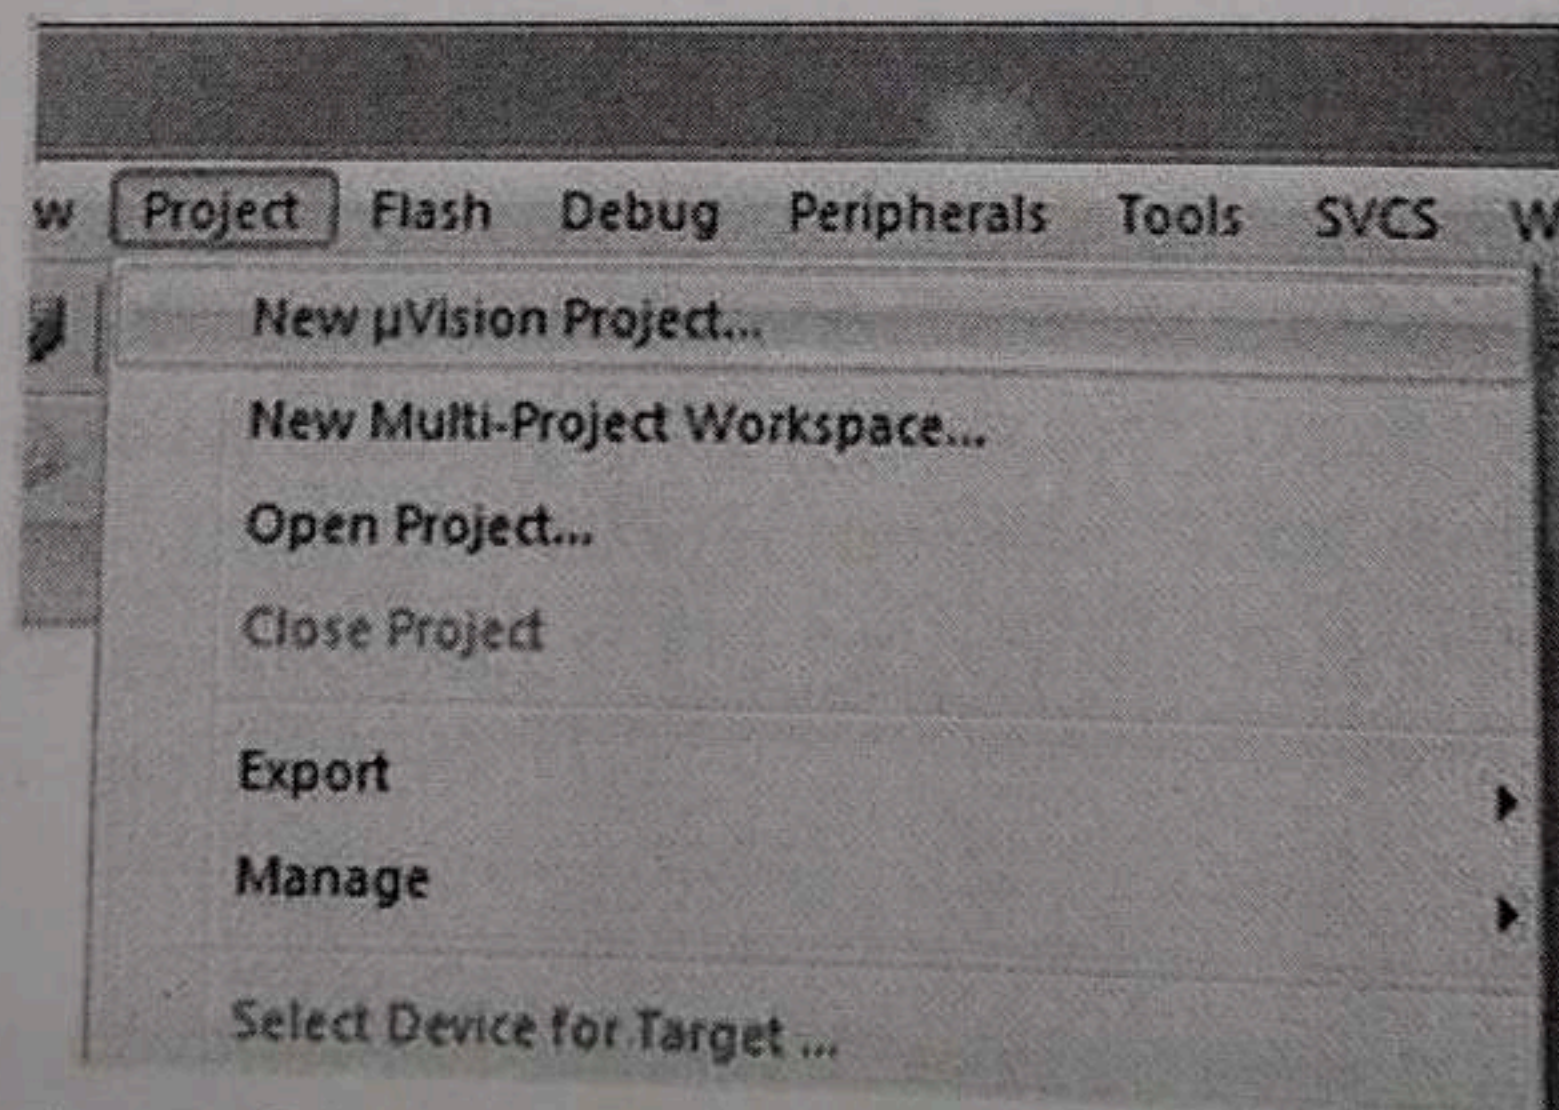 w Project Flash Debug Peripherals Tools SVCS W
New µVision Project...
New Multi-Project Workspace...
Open Project...
Close Project
Export
Manage
Select Device for Target ...